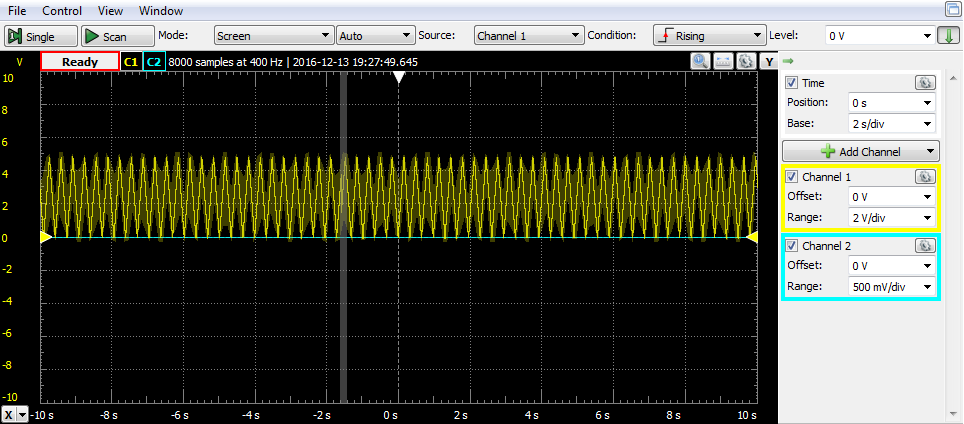 File Control View Window
Single Scan Mode: Screen Auto Source: Channel 1 Condition: Rising Level: 0 V
V Ready C1 C2 8000 samples at 400 Hz | 2016-12-13 19:27:49.645 Y
10
8
6
4
2
0
-2
-4
-6
-8
-10
X -10 s -8 s -6 s -4 s -2 s 0 s 2 s 4 s 6 s 8 s 10 s
Time
Position: 0 s
Base: 2 s/div
Add Channel
Channel 1
Offset: 0 V
Range: 2 V/div
Channel 2
Offset: 0 V
Range: 500 mV/div